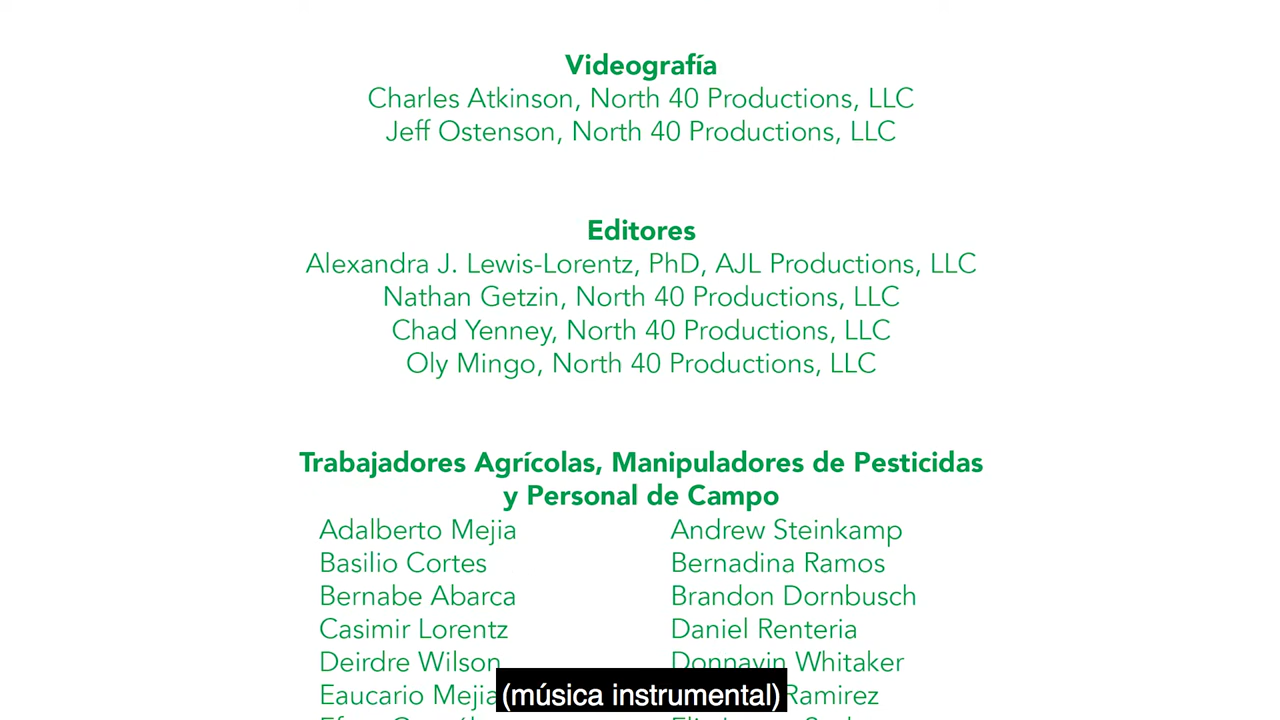 Videografía
Charles Atkinson, North 40 Productions, LLC
Jeff Ostenson, North 40 Productions, LLC
Editores
Alexandra J. Lewis-Lorentz, PhD, AJL Productions, LLC
Nathan Getzin, North 40 Productions, LLC
Chad Yenney, North 40 Productions, LLC
Oly Mingo, North 40 Productions, LLC
Trabajadores Agrícolas, Manipuladores de Pesticidas
y Personal de Campo
Adalberto Mejia Andrew Steinkamp
Basilio Cortes Bernadina Ramos
Bernabe Abarca Brandon Dornbusch
Casimir Lorentz Daniel Renteria
Deirdre Wilson Donnavin Whitaker
Eaucario Mejia Ramirez
(música instrumental)